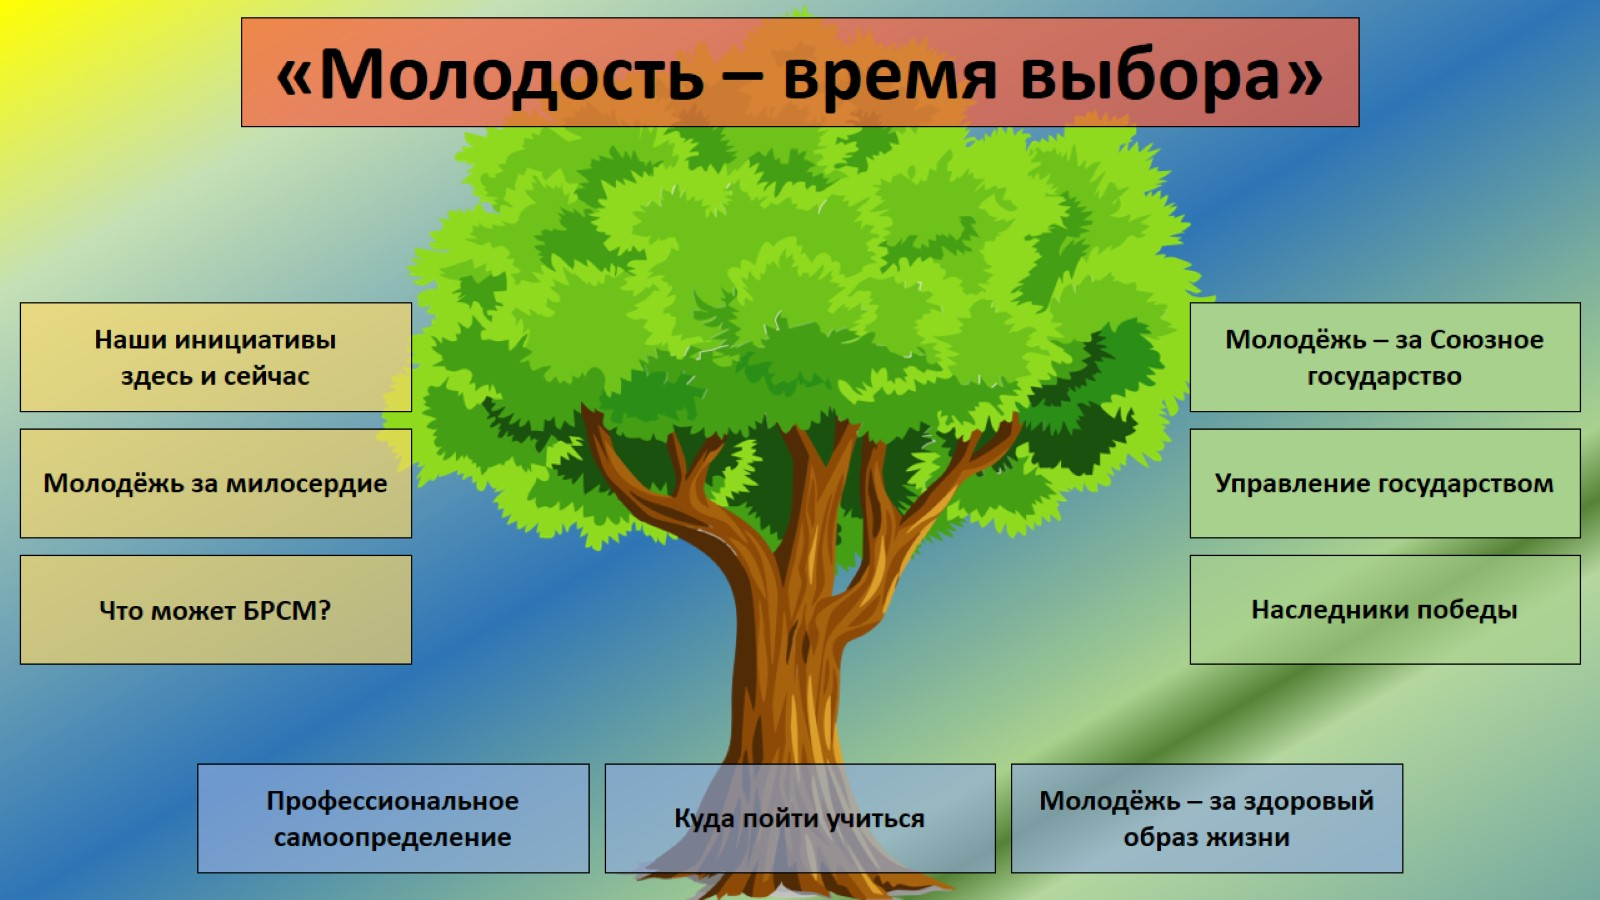 «Молодость – время выбора»
Наши инициативы
здесь и сейчас
Молодёжь за милосердие
Что может БРСМ?
Молодёжь – за Союзное
государство
Управление государством
Наследники победы
Профессиональное
самоопределение
Куда пойти учиться
Молодёжь – за здоровый
образ жизни